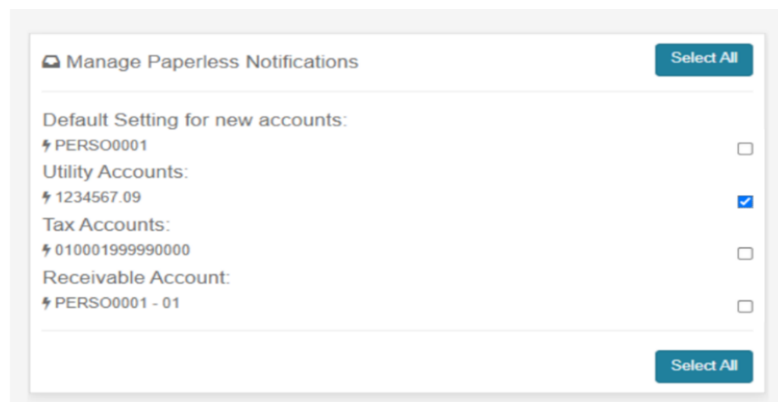 Manage Paperless Notifications
Select All
Default Setting for new accounts:
PERSO0001
Utility Accounts:
1234567.09
Tax Accounts:
010001999990000
Receivable Account:
PERSO0001 - 01
Select All